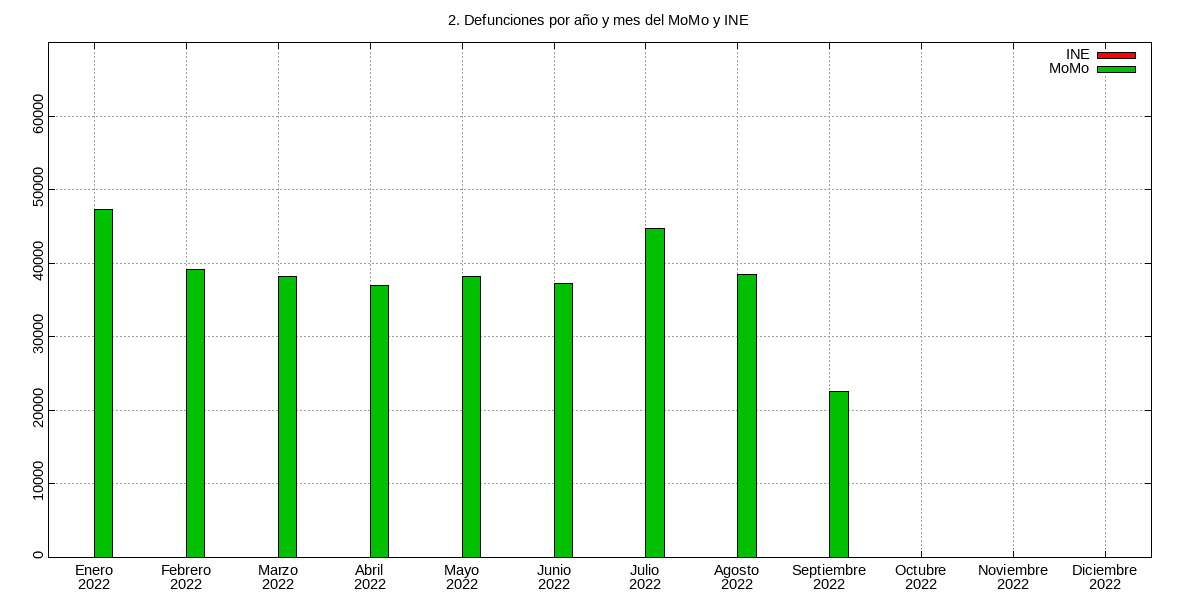 2. Defunciones por año y mes del MoMo y INE
INE
MoMo
60000
50000
40000
30000
20000
10000
0
Enero Febrero Marzo Abril Mayo Junio Julio Agosto Septiembre Octubre Noviembre Diciembre
2022 2022 2022 2022 2022 2022 2022 2022 2022 2022 2022 2022